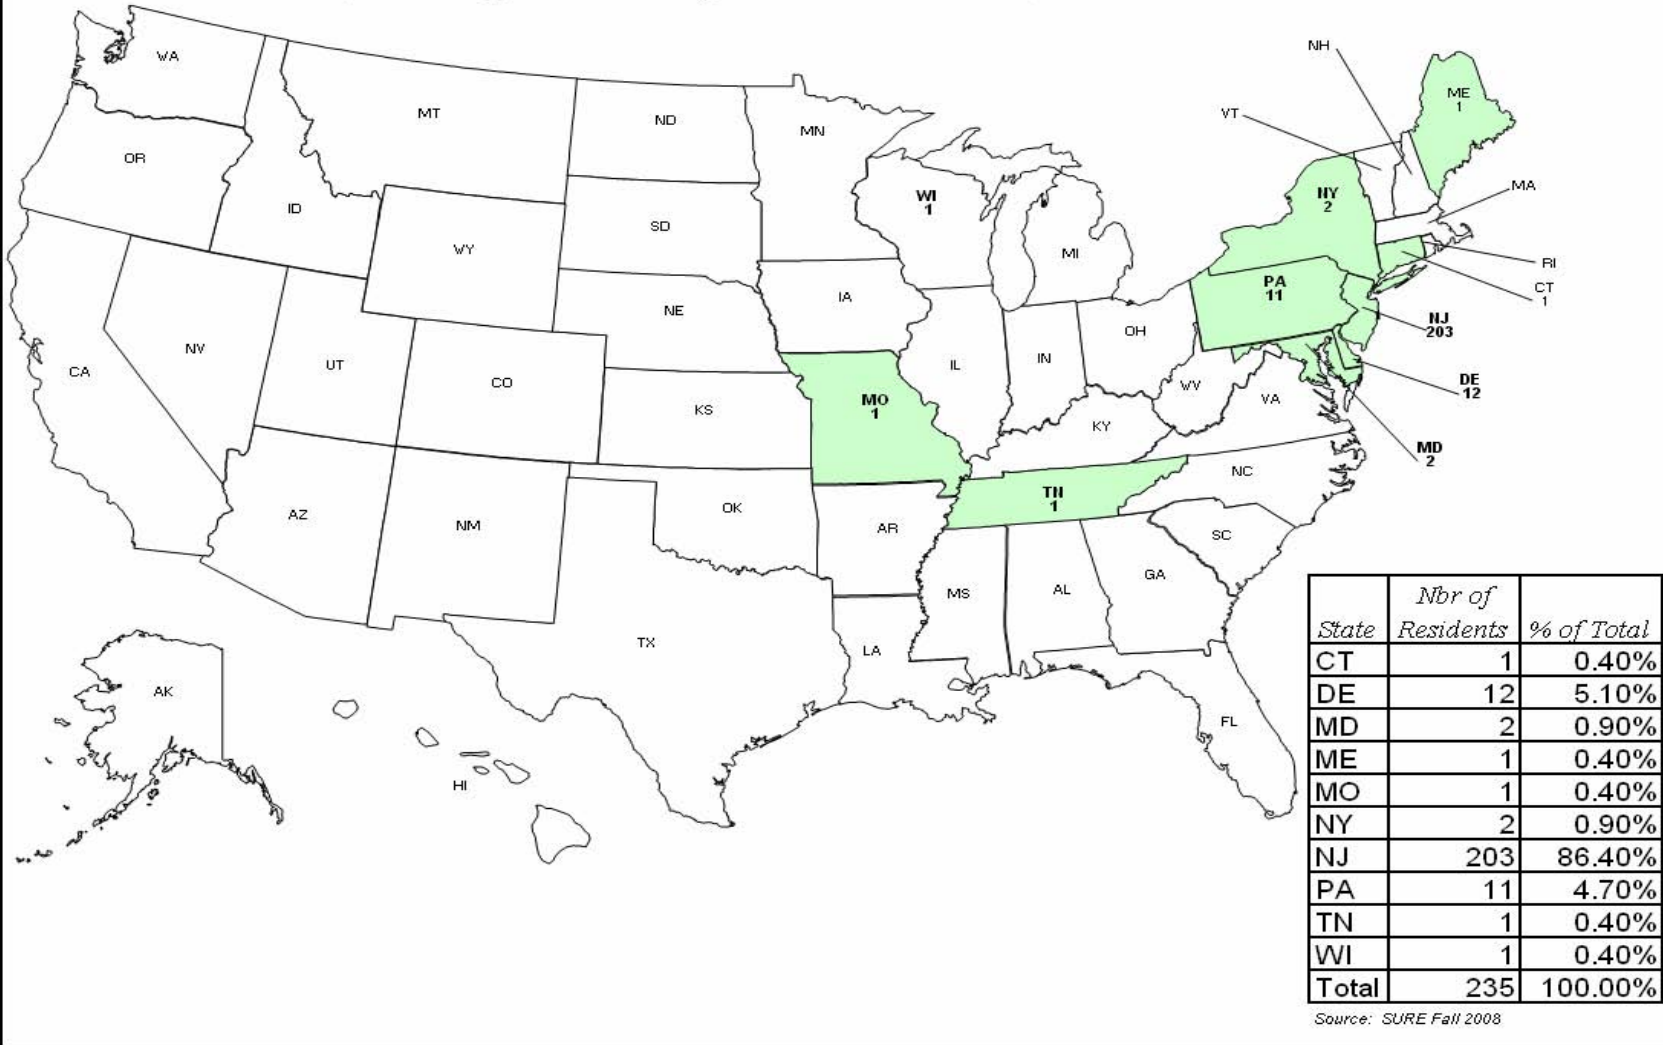 WA
MT
ND
MN
OR
ID
WY
SD
WI
1
MI
NH
VT
ME
1
NY
2
MA
RI
CT
1
PA
11
NJ
203
DE
12
MD
2
IA
NE
NV
UT
CO
CA
KS
MO
1
IL
IN
OH
WV
VA
KY
NC
TN
1
AZ
NM
OK
AR
SC
MS
AL
GA
TX
LA
FL
AK
HI
State Nbr of Residents % of Total
CT 1 0.40%
DE 12 5.10%
MD 2 0.90%
ME 1 0.40%
MO 1 0.40%
NY 2 0.90%
NJ 203 86.40%
PA 11 4.70%
TN 1 0.40%
WI 1 0.40%
Total 235 100.00%
Source: SURE Fall 2008